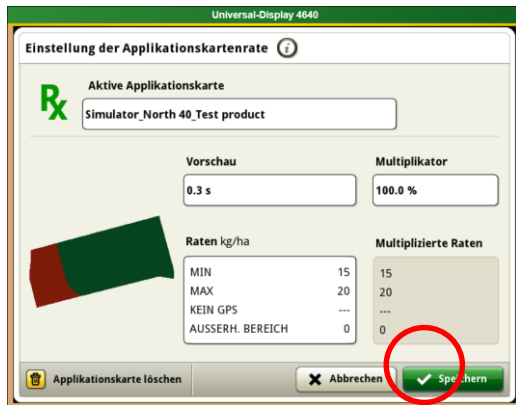 Universal-Display 4640
Einstellung der Applikationskartenrate i
Rx
Aktive Applikationskarte
Simulator_North 40_Test product
Vorschau Multiplikator
0.3 s 100.0 %
Raten kg/ha Multiplizierte Raten
MIN 15 15
MAX 20 20
KEIN GPS --- ---
AUSSERH. BEREICH 0 0
Applikationskarte löschen Abbrechen Speichern